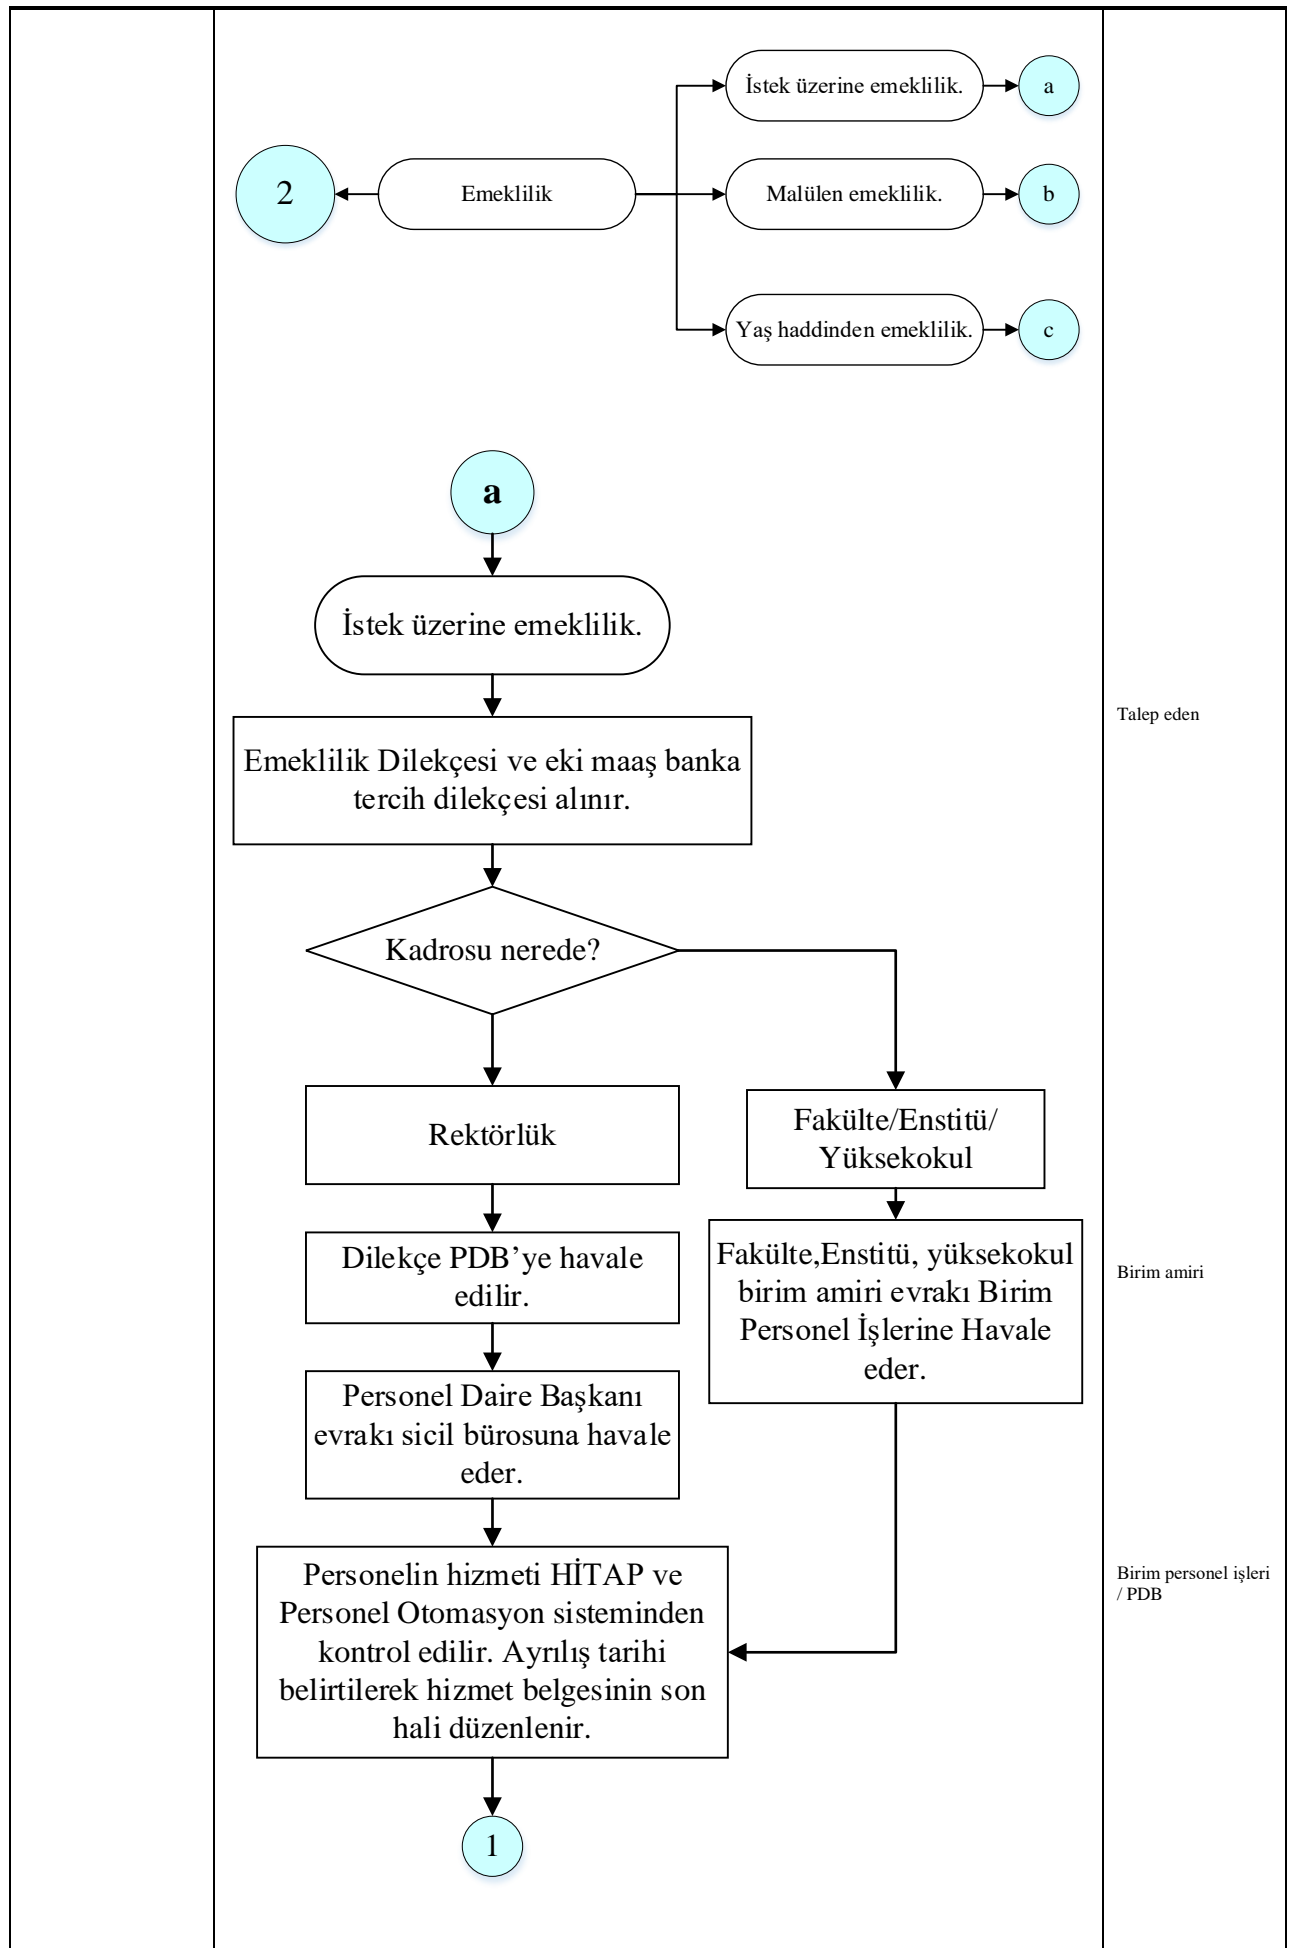 İstek üzerine emeklilik.
a
2
Emeklilik
Malülen emeklilik.
b
Yaş haddinden emeklilik.
c
a
İstek üzerine emeklilik.
Talep eden
Emeklilik Dilekçesi ve eki maaş banka
tercih dilekçesi alınır.
Kadrosu nerede?
Rektörlük
Fakülte/Enstitü/
Yüksekokul
Dilekçe PDB’ye havale
edilir.
Fakülte,Enstitü, yüksekokul
birim amiri evrakı Birim
Personel İşlerine Havale
eder.
Birim amiri
Personel Daire Başkanı
evrakı sicil bürosuna havale
eder.
Personelin hizmeti HİTAP ve
Personel Otomasyon sisteminden
kontrol edilir. Ayrılış tarihi
belirtilerek hizmet belgesinin son
hali düzenlenir.
Birim personel işleri
/ PDB
1